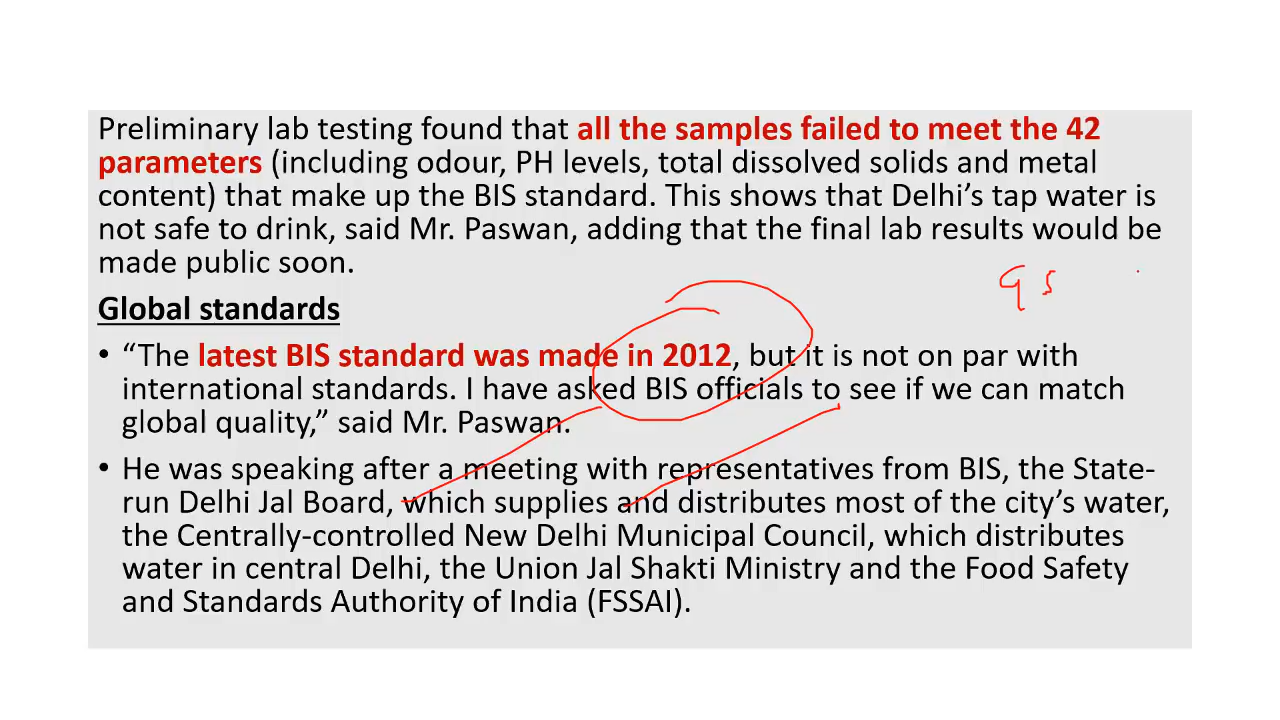 Preliminary lab testing found that all the samples failed to meet the 42
parameters (including odour, PH levels, total dissolved solids and metal
content) that make up the BIS standard. This shows that Delhi’s tap water is
not safe to drink, said Mr. Paswan, adding that the final lab results would be
made public soon.
Global standards
• “The latest BIS standard was made in 2012, but it is not on par with
international standards. I have asked BIS officials to see if we can match
global quality,” said Mr. Paswan.
• He was speaking after a meeting with representatives from BIS, the State-
run Delhi Jal Board, which supplies and distributes most of the city’s water,
the Centrally-controlled New Delhi Municipal Council, which distributes
water in central Delhi, the Union Jal Shakti Ministry and the Food Safety
and Standards Authority of India (FSSAI).